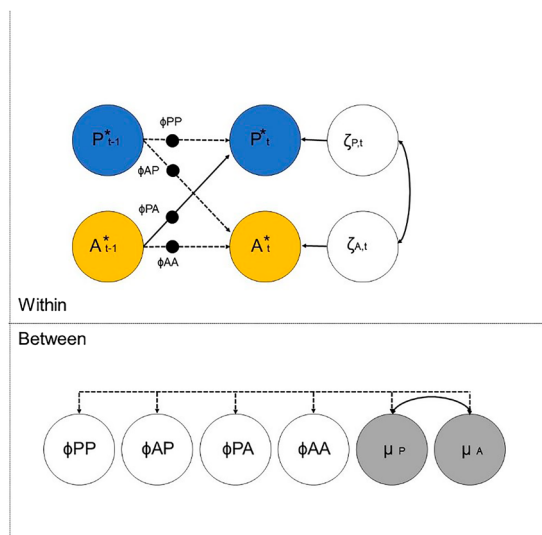 ϕPP
P*t-1 P*t ζP,t
ϕAP
ϕPA
A*t-1 A*t ζA,t
ϕAA
Within
Between
ϕPP ϕAP ϕPA ϕAA μ P μ A